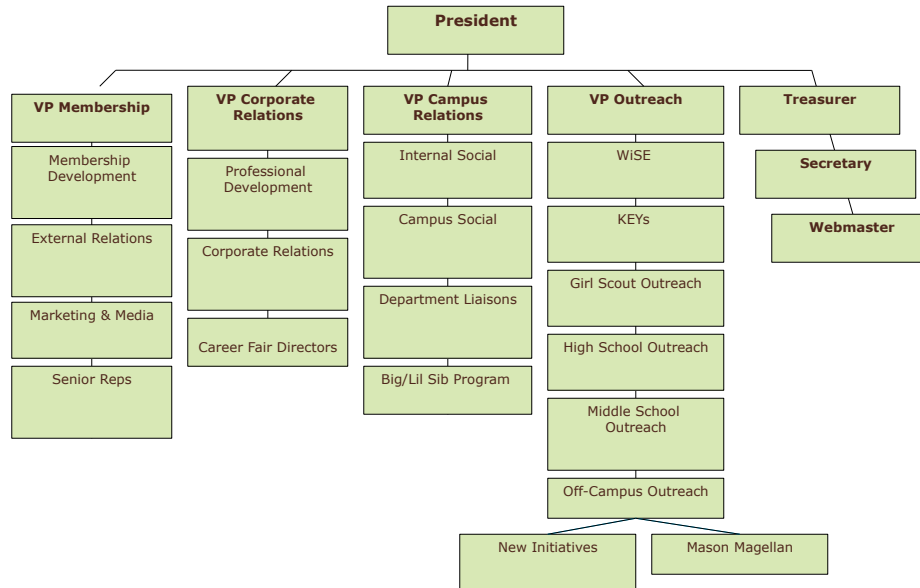 President
VP Membership
Membership
Development
External Relations
Marketing & Media
Senior Reps
VP Corporate
Relations
Professional
Development
Corporate Relations
Career Fair Directors
VP Campus
Relations
Internal Social
Campus Social
Department Liaisons
Big/Lil Sib Program
VP Outreach
WiSE
KEYs
Girl Scout Outreach
High School Outreach
Middle School
Outreach
Off-Campus Outreach
New Initiatives
Mason Magellan
Treasurer
Secretary
Webmaster